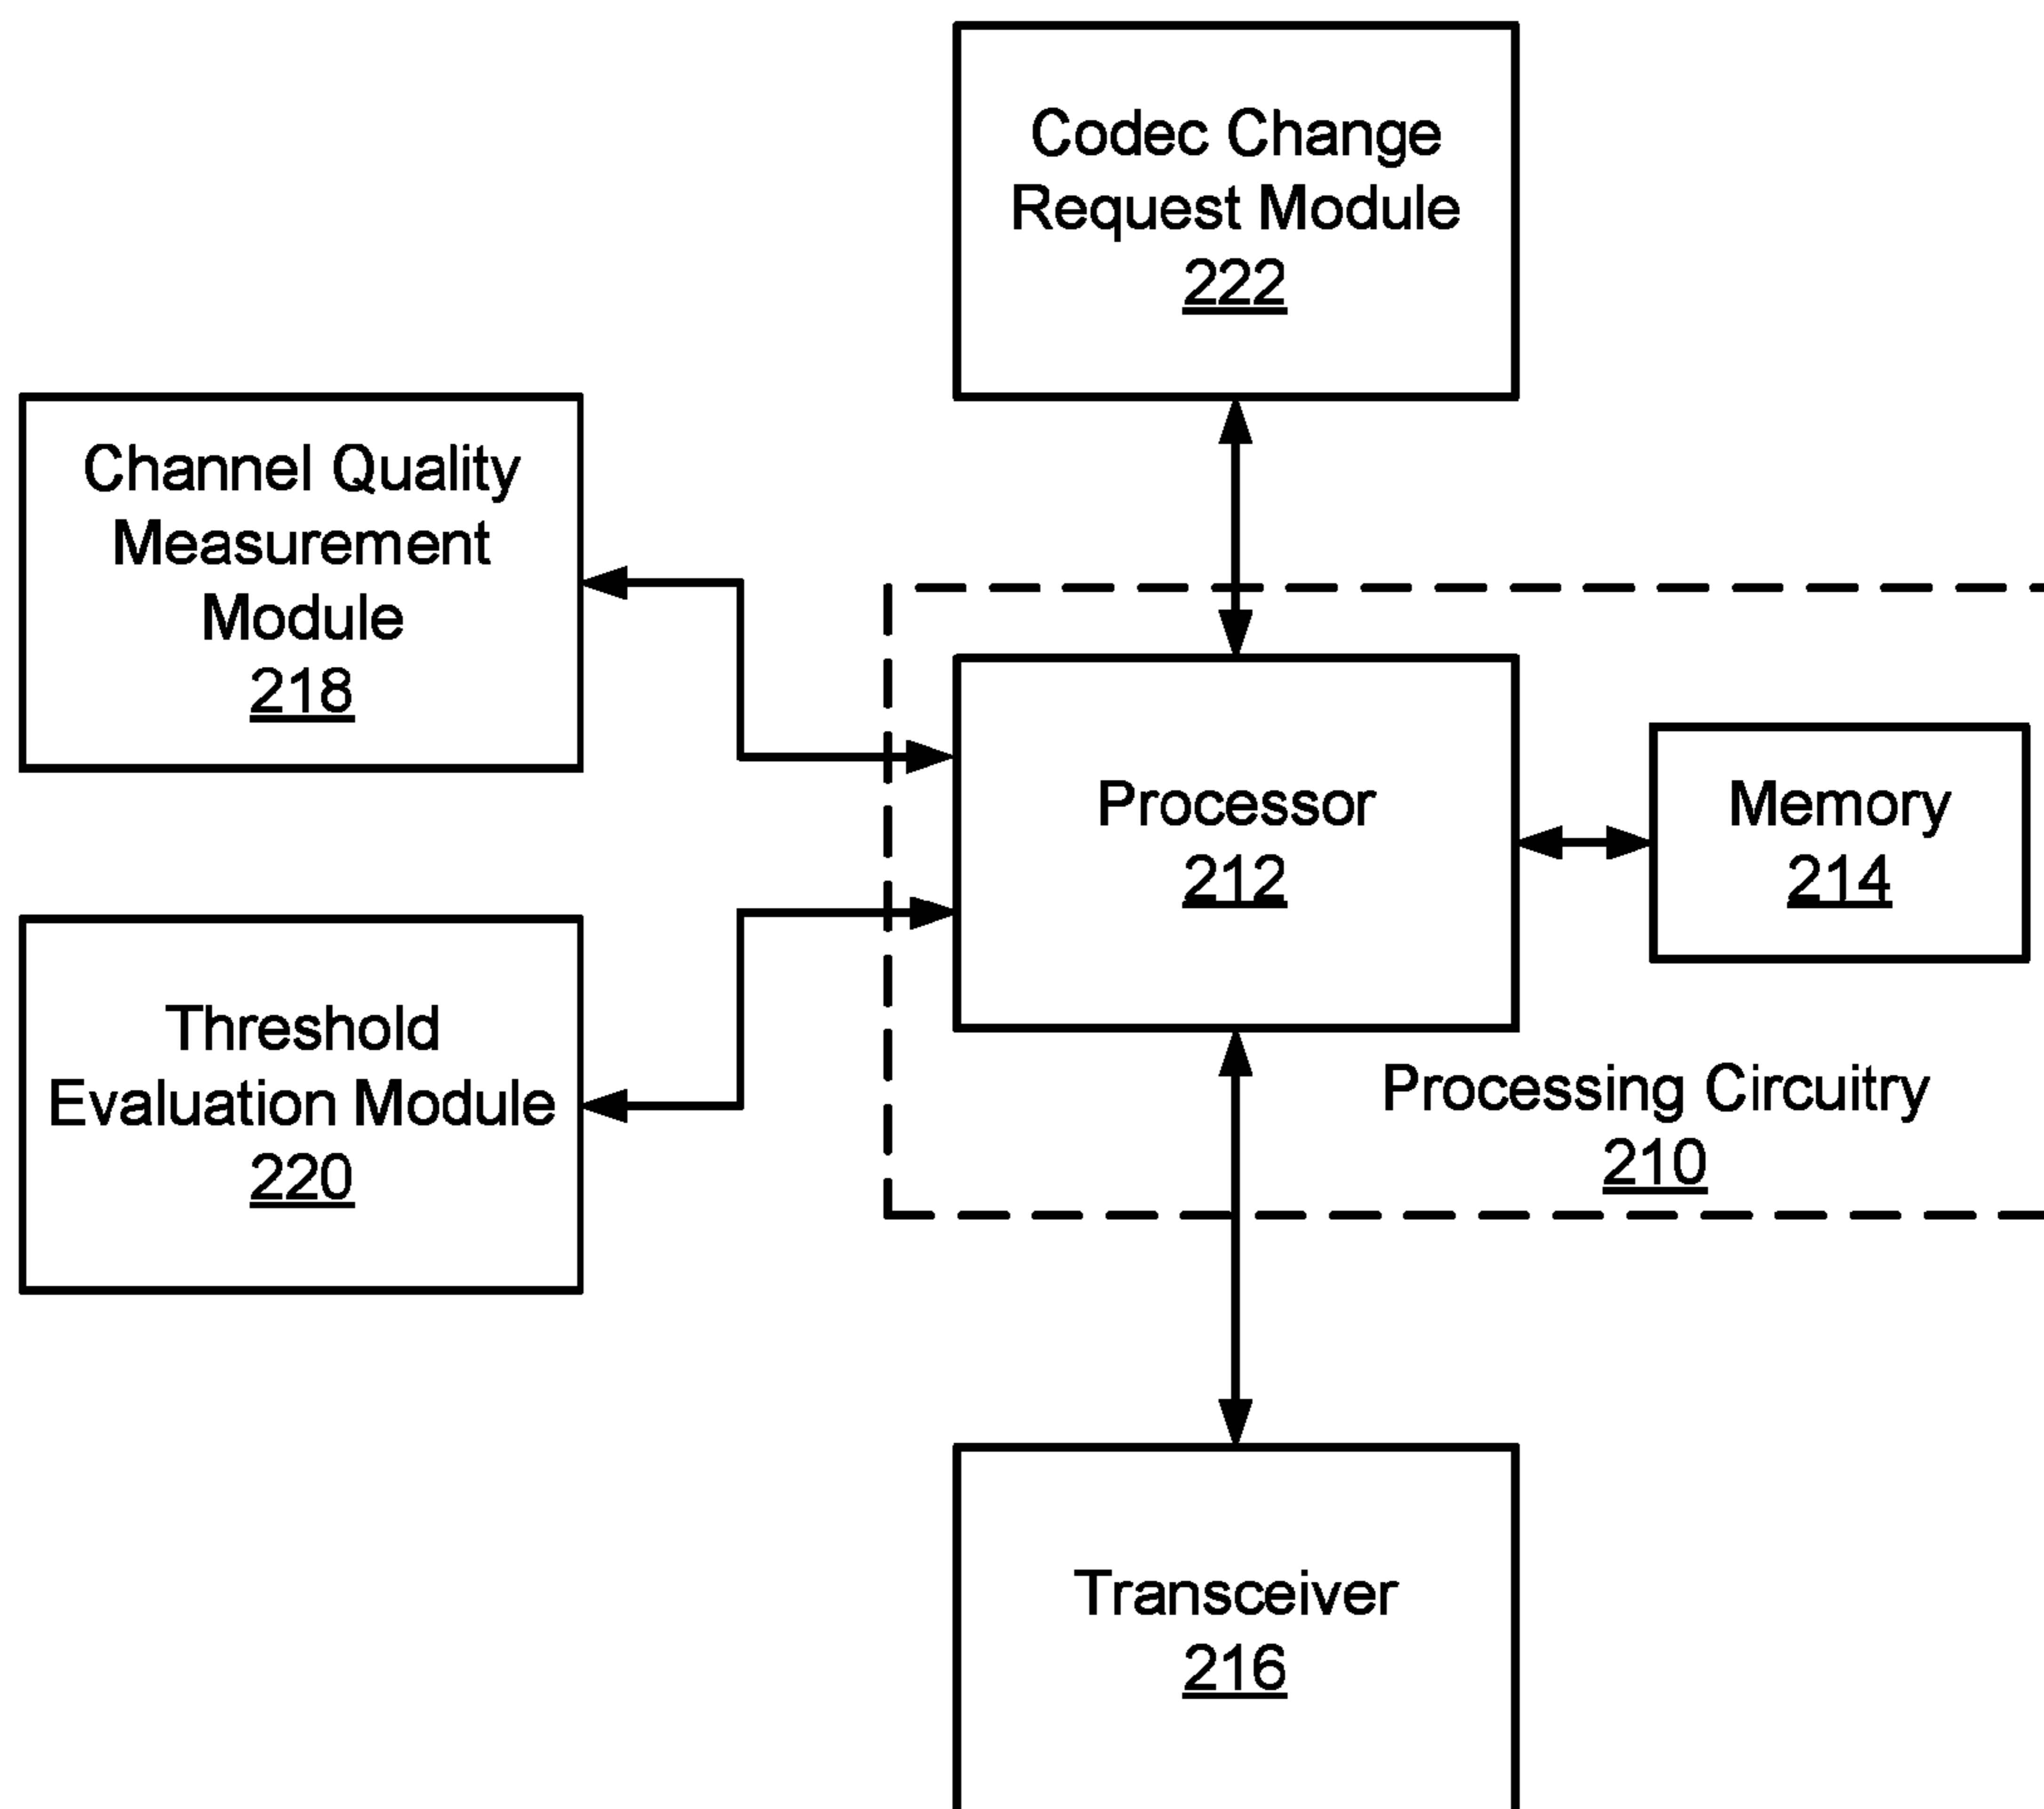 Codec Change
Request Module
222
Channel Quality
Measurement
Module
218
Processor
212
Memory
214
Threshold
Evaluation Module
220
Processing Circuitry
210
Transceiver
216